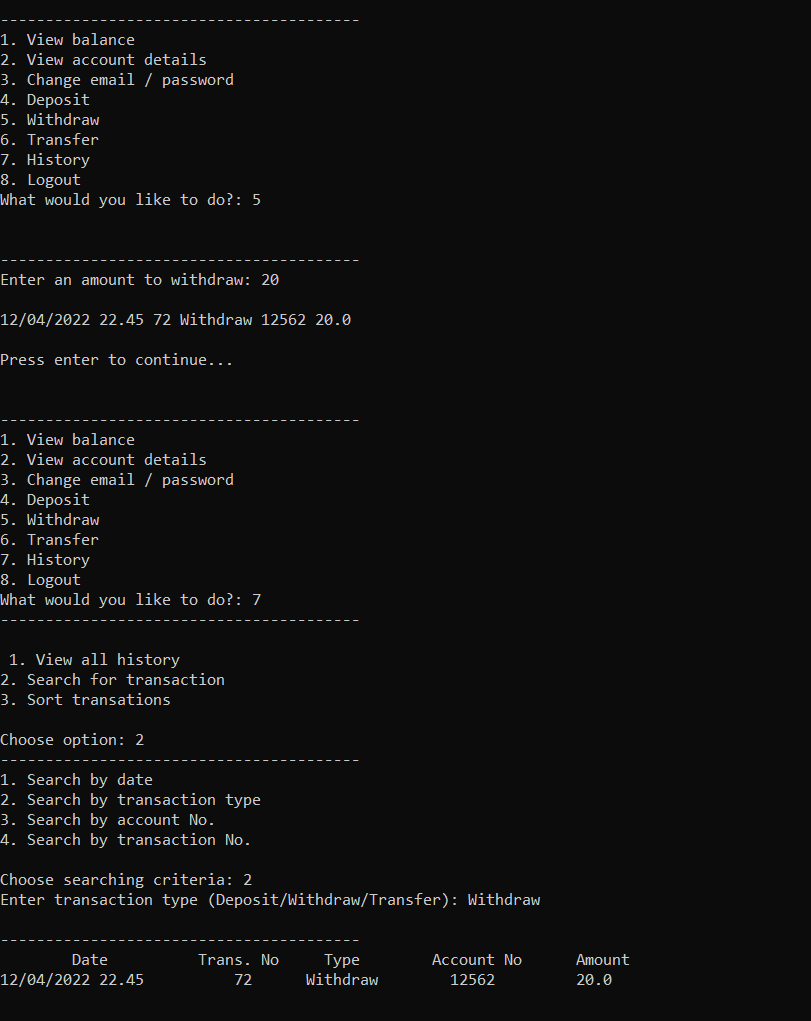 ----------------------------------------
1. View balance
2. View account details
3. Change email / password
4. Deposit
5. Withdraw
6. Transfer
7. History
8. Logout
What would you like to do?: 5
----------------------------------------
Enter an amount to withdraw: 20
12/04/2022 22.45 72 Withdraw 12562 20.0
Press enter to continue...
----------------------------------------
1. View balance
2. View account details
3. Change email / password
4. Deposit
5. Withdraw
6. Transfer
7. History
8. Logout
What would you like to do?: 7
----------------------------------------
1. View all history
2. Search for transaction
3. Sort transations
Choose option: 2
----------------------------------------
1. Search by date
2. Search by transaction type
3. Search by account No.
4. Search by transaction No.
Choose searching criteria: 2
Enter transaction type (Deposit/Withdraw/Transfer): Withdraw
----------------------------------------
Date Trans. No Type Account No Amount
12/04/2022 22.45 72 Withdraw 12562 20.0